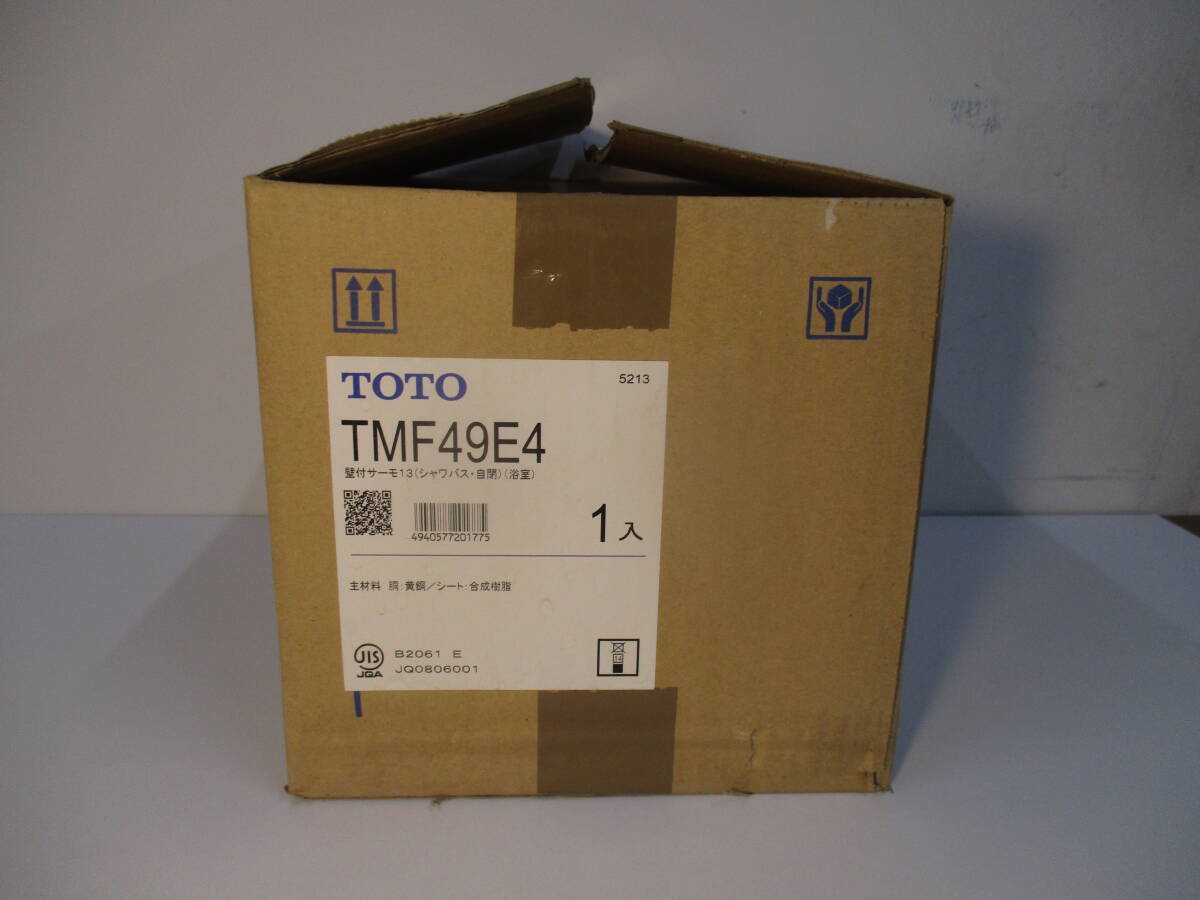 TOTO 5213
TMF49E4
壁付サーモ13(シャワバス・自閉)(浴室)
4940577201775
1入
主材料 胴:黄銅/シート:合成樹脂
JIS B2061 E
JQA JQ0806001